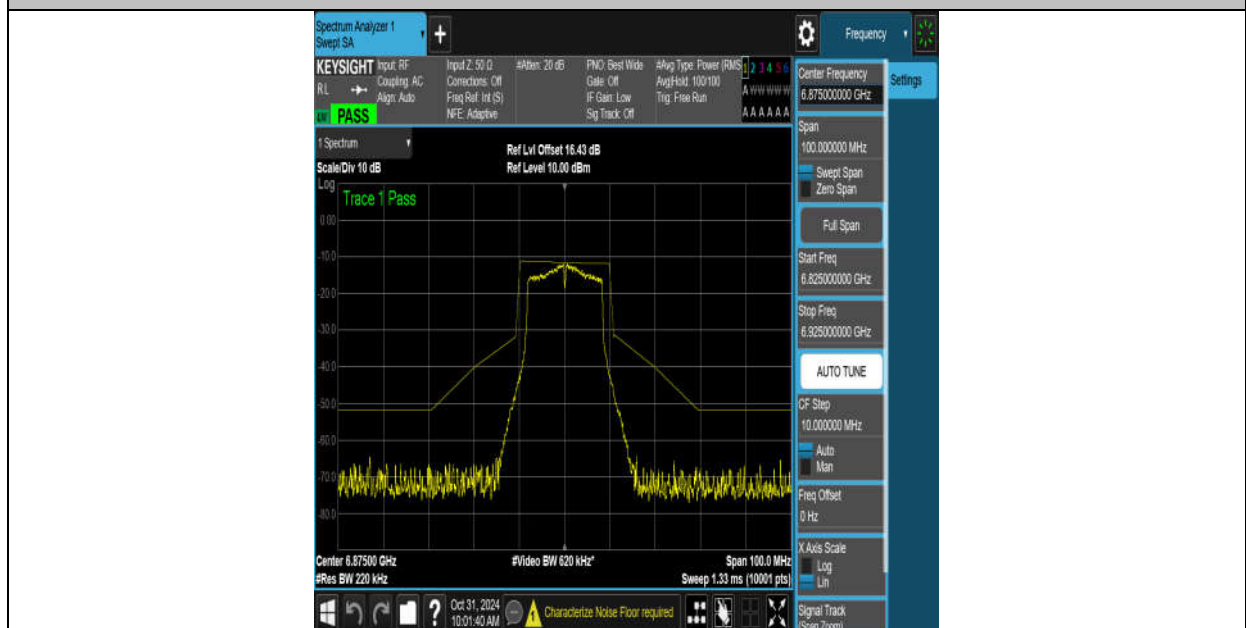 Spectrum Analyzer 1
Swept SA
+
Frequency
KEYSIGHT
Input: RF
Coupling: AC
Align: Auto
RL
PASS
Input Z: 50 Ω
Corrections: Off
Freq Ref: Int (S)
NFE: Adaptive
#Atten: 20 dB
PNO: Best Wide
Gate: Off
IF Gain: Low
Sig Track: Off
#Avg Type: Power (RMS
Avg|Hold: 100/100
Trig: Free Run
1 2 3 4 5 6
A W W W W W
A A A A A A
Center Frequency
6.875000000 GHz
Settings
Span
100.000000 MHz
Swept Span
Zero Span
Full Span
Start Freq
6.825000000 GHz
Stop Freq
6.925000000 GHz
AUTO TUNE
CF Step
10.000000 MHz
Auto
Man
Freq Offset
0 Hz
X Axis Scale
Log
Lin
Signal Track
(Span Zoom)
1 Spectrum
Scale/Div 10 dB
Ref Lvl Offset 16.43 dB
Ref Level 10.00 dBm
Log
Trace 1 Pass
0.00
-10.0
-20.0
-30.0
-40.0
-50.0
-60.0
-70.0
-80.0
Center 6.87500 GHz
#Video BW 620 kHz*
Span 100.0 MHz
#Res BW 220 kHz
Sweep 1.33 ms (10001 pts)
?
Oct 31, 2024
10:01:40 AM
Characterize Noise Floor required